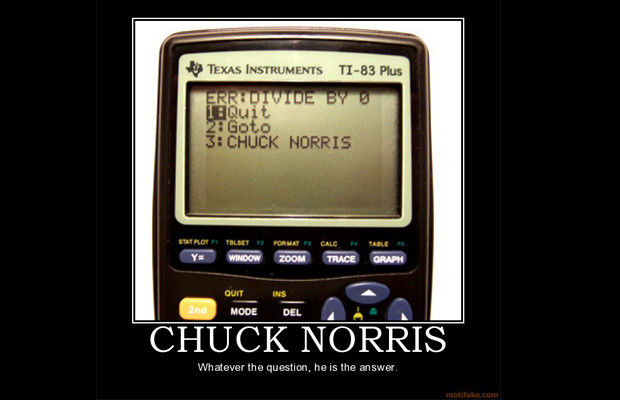 TEXAS INSTRUMENTS TI-83 Plus
ERR:DIVIDE BY 0
1:Quit
2:Goto
3:CHUCK NORRIS
STAT PLOT F1 TBLSET F2 FORMAT F3 CALC F4 TABLE F5
Y= WINDOW ZOOM TRACE GRAPH
QUIT INS
2nd MODE DEL
CHUCK NORRIS
Whatever the question, he is the answer.
motifake.com